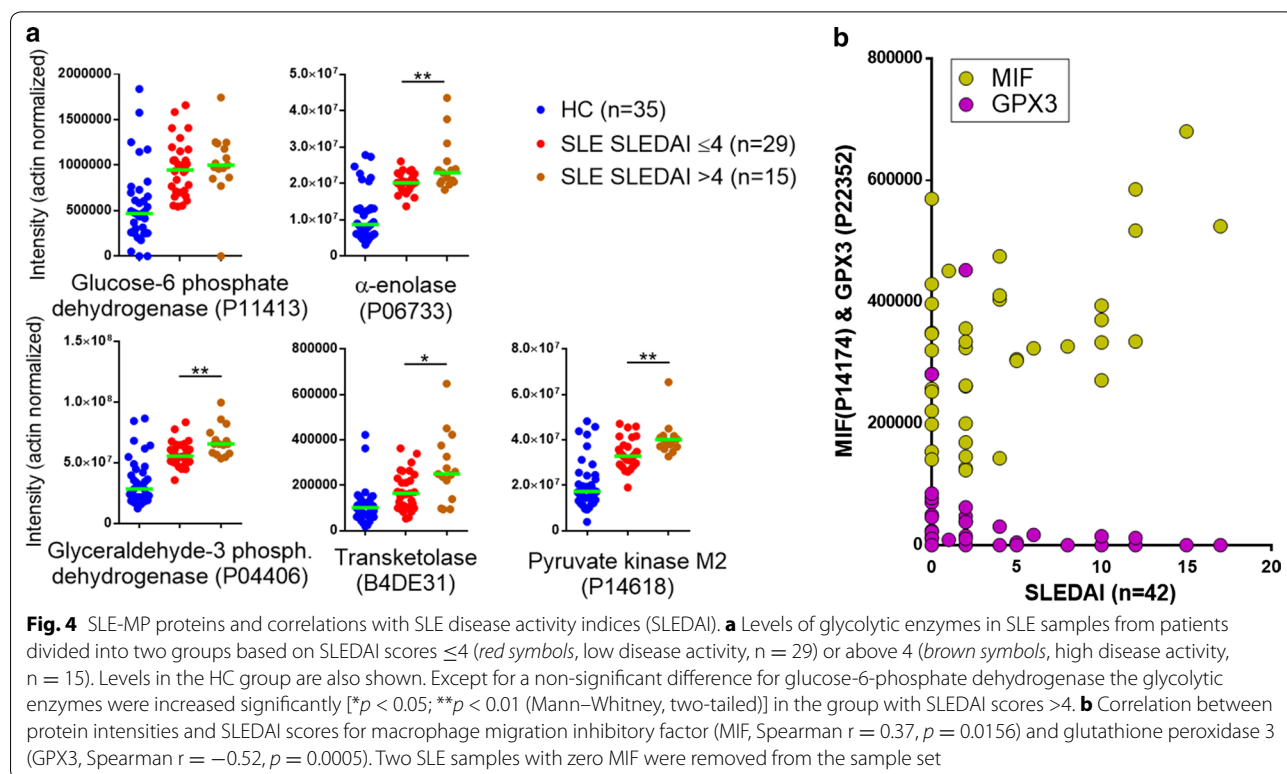 a
Intensity (actin normalized)
2000000
1500000
1000000
500000
0
Glucose-6 phosphate
dehydrogenase (P11413)
5.0×10⁷
4.0×10⁷
3.0×10⁷
2.0×10⁷
1.0×10⁷
0
**
α-enolase
(P06733)
HC (n=35)
SLE SLEDAI ≤4 (n=29)
SLE SLEDAI >4 (n=15)
Intensity (actin normalized)
1.5×10⁸
1.0×10⁸
5.0×10⁷
0
**
Glyceraldehyde-3 phosph.
dehydrogenase (P04406)
800000
600000
400000
200000
0
*
Transketolase
(B4DE31)
8.0×10⁷
6.0×10⁷
4.0×10⁷
2.0×10⁷
0
**
Pyruvate kinase M2
(P14618)
b
MIF(P14174) & GPX3 (P22352)
800000
600000
400000
200000
0
MIF
GPX3
0 5 10 15 20
SLEDAI (n=42)
Fig. 4 SLE-MP proteins and correlations with SLE disease activity indices (SLEDAI). a Levels of glycolytic enzymes in SLE samples from patients
divided into two groups based on SLEDAI scores ≤4 (red symbols, low disease activity, n = 29) or above 4 (brown symbols, high disease activity,
n = 15). Levels in the HC group are also shown. Except for a non-significant difference for glucose-6-phosphate dehydrogenase the glycolytic
enzymes were increased significantly [*p < 0.05; **p < 0.01 (Mann–Whitney, two-tailed)] in the group with SLEDAI scores >4. b Correlation between
protein intensities and SLEDAI scores for macrophage migration inhibitory factor (MIF, Spearman r = 0.37, p = 0.0156) and glutathione peroxidase 3
(GPX3, Spearman r = −0.52, p = 0.0005). Two SLE samples with zero MIF were removed from the sample set